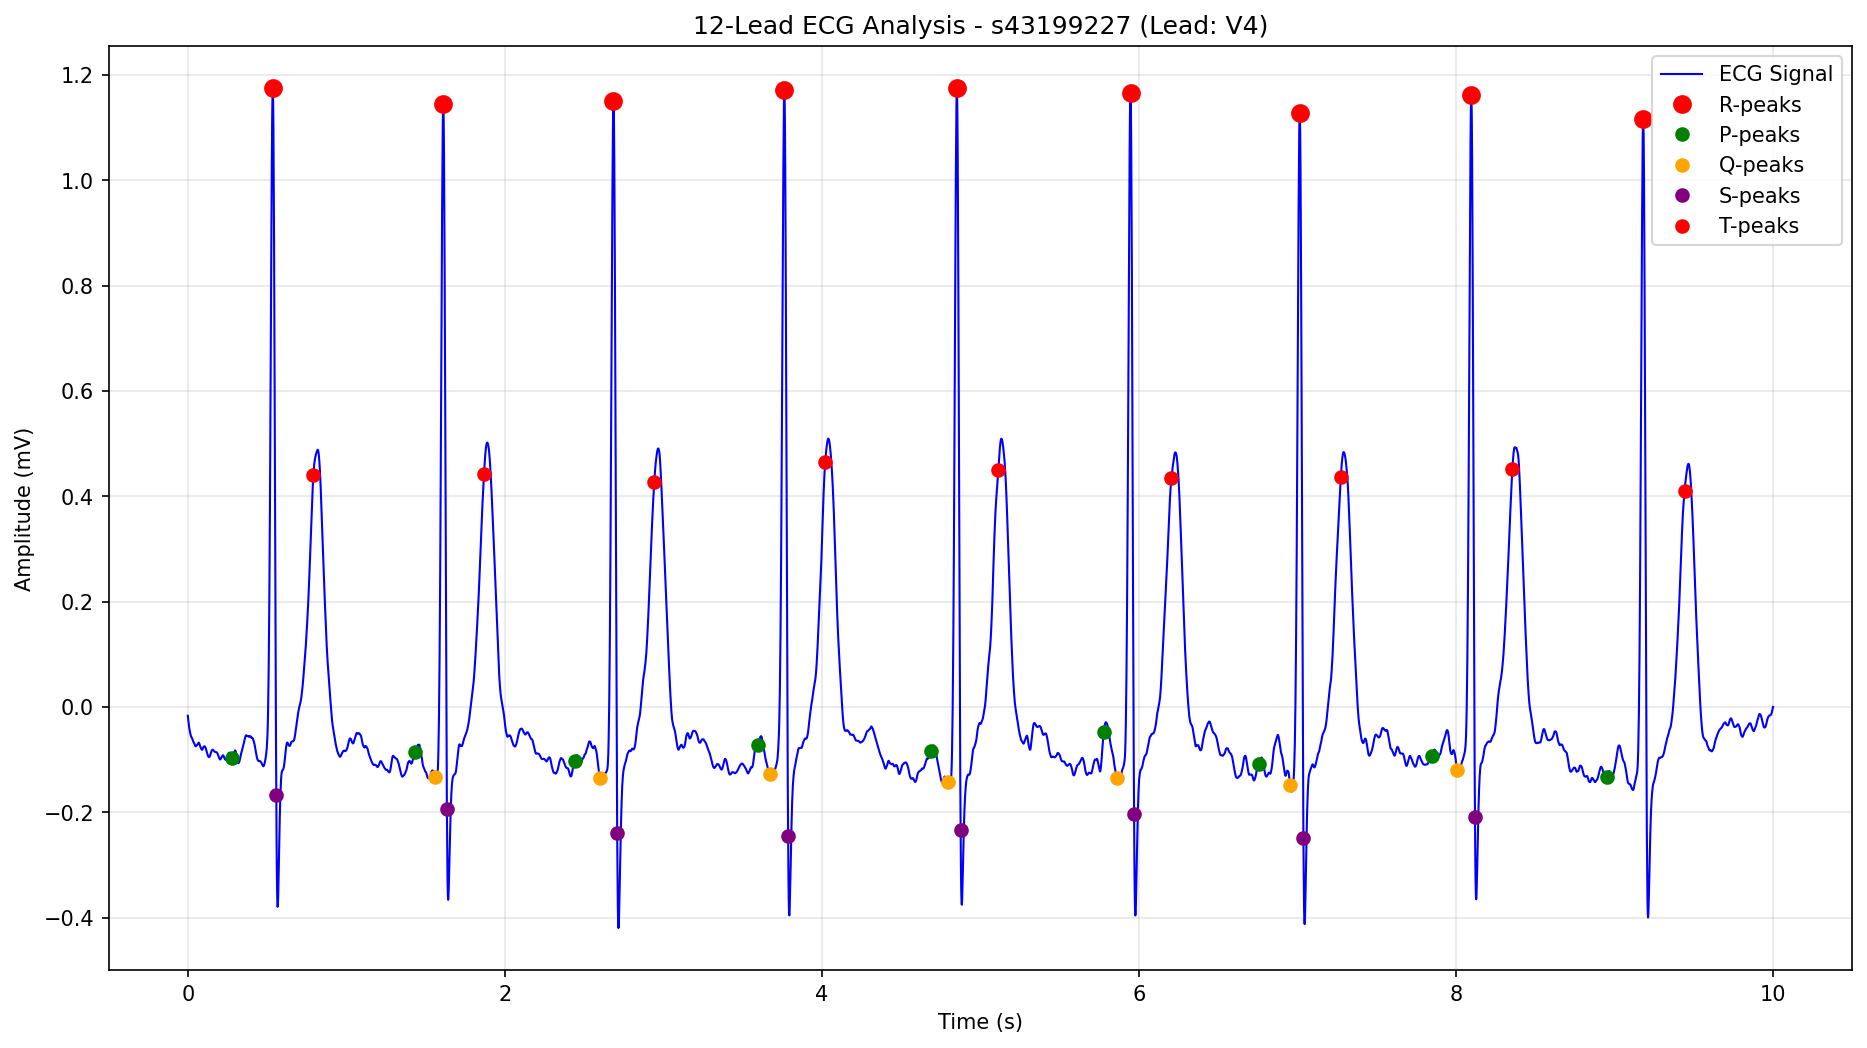 12-Lead ECG Analysis - s43199227 (Lead: V4)
ECG Signal
R-peaks
P-peaks
Q-peaks
S-peaks
T-peaks
Amplitude (mV)
1.2
1.0
0.8
0.6
0.4
0.2
0.0
−0.2
−0.4
0 2 4 6 8 10
Time (s)